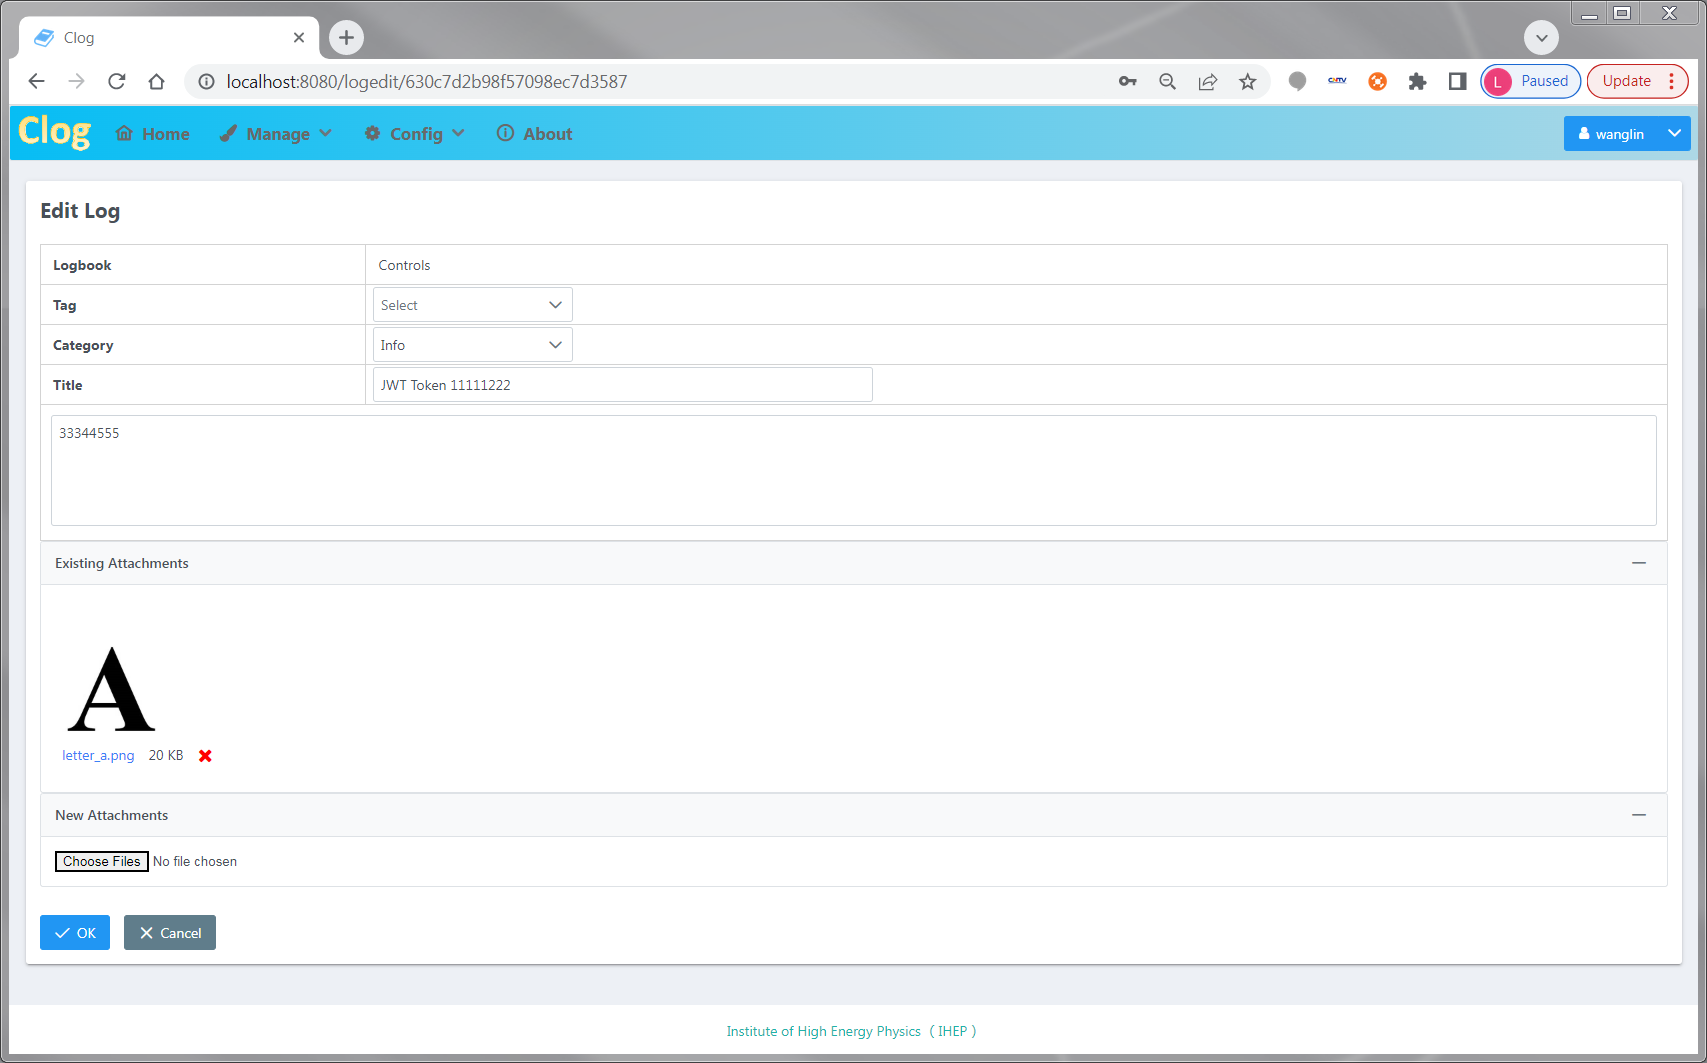 Clog
localhost:8080/logedit/630c7d2b98f57098ec7d3587
L Paused Update
Clog Home Manage Config About wanglin
Edit Log
Logbook Controls
Tag Select
Category Info
Title JWT Token 11111222
33344555
Existing Attachments
A
letter_a.png 20 KB
New Attachments
Choose Files No file chosen
OK Cancel
Institute of High Energy Physics ( IHEP )